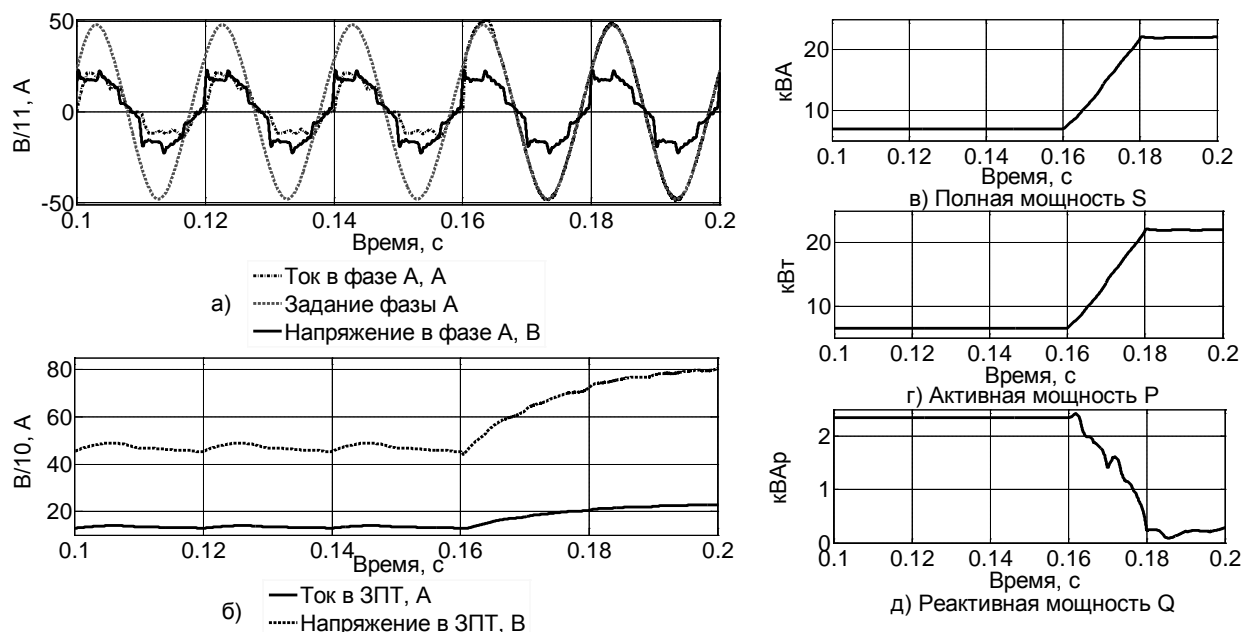 50
0
-50
В/11, А
0.1 0.12 0.14 0.16 0.18 0.2
Время, с
Ток в фазе А, А
Задание фазы А
Напряжение в фазе А, В
а)
80
60
40
20
В/10, А
0.1 0.12 0.14 0.16 0.18 0.2
Время, с
Ток в ЗПТ, А
Напряжение в ЗПТ, В
б)
20
10
кВА
0.1 0.12 0.14 0.16 0.18 0.2
Время, с
в) Полная мощность S
20
10
кВт
0.1 0.12 0.14 0.16 0.18 0.2
Время, с
г) Активная мощность P
2
1
0
кВАр
0.1 0.12 0.14 0.16 0.18 0.2
Время, с
д) Реактивная мощность Q